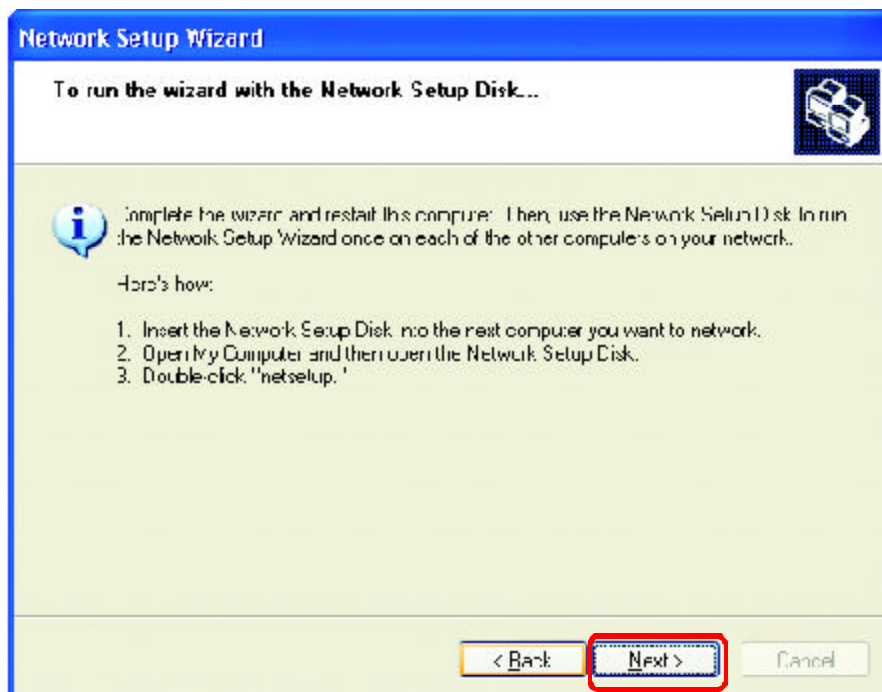 Network Setup Wizard
To run the wizard with the Network Setup Disk...
Complete the wizard and restart this computer. Then, use the Network Setup Disk to run
the Network Setup Wizard once on each of the other computers on your network.
Here's how:
1. Insert the Network Setup Disk into the next computer you want to network.
2. Open My Computer and then open the Network Setup Disk.
3. Double-click "netsetup."
< Back
Next >
Cancel